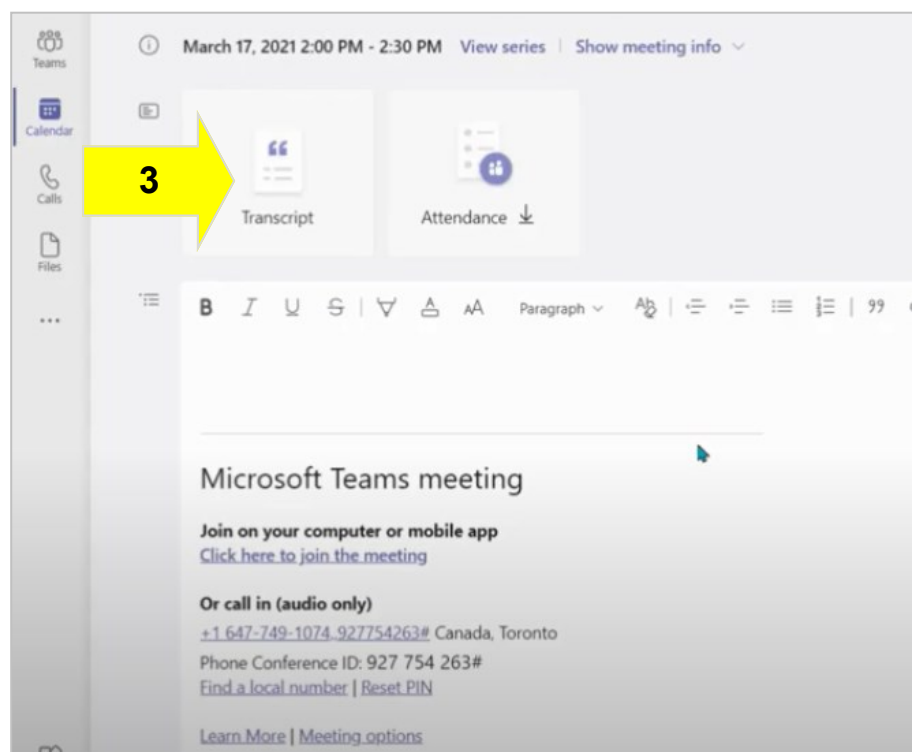 Teams
March 17, 2021 2:00 PM - 2:30 PM View series | Show meeting info
Calendar
Calls
3
Transcript
Attendance
Files
B I U S | A AA Paragraph Ab | 99
Microsoft Teams meeting
Join on your computer or mobile app
Click here to join the meeting
Or call in (audio only)
+1 647-749-1074,,927754263# Canada, Toronto
Phone Conference ID: 927 754 263#
Find a local number | Reset PIN
Learn More | Meeting options